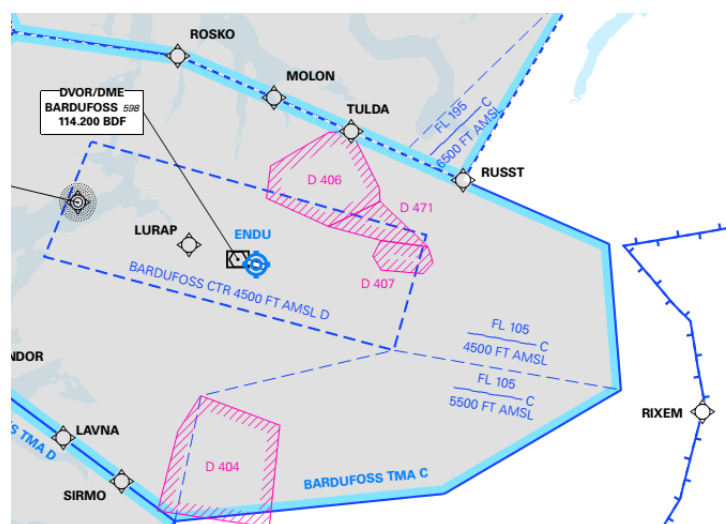 ROSKO
MOLON
DVOR/DME
BARDUFOSS 598
114.200 BDF
TULDA
FL 195
C
6500 FT AMSL
RUSST
D 406
D 471
LURAP
ENDU
D 407
BARDUFOSS CTR 4500 FT AMSL D
FL 105
C
4500 FT AMSL
FL 105
C
5500 FT AMSL
NDOR
RIXEM
LAVNA
S TMA D
D 404
BARDUFOSS TMA C
SIRMO